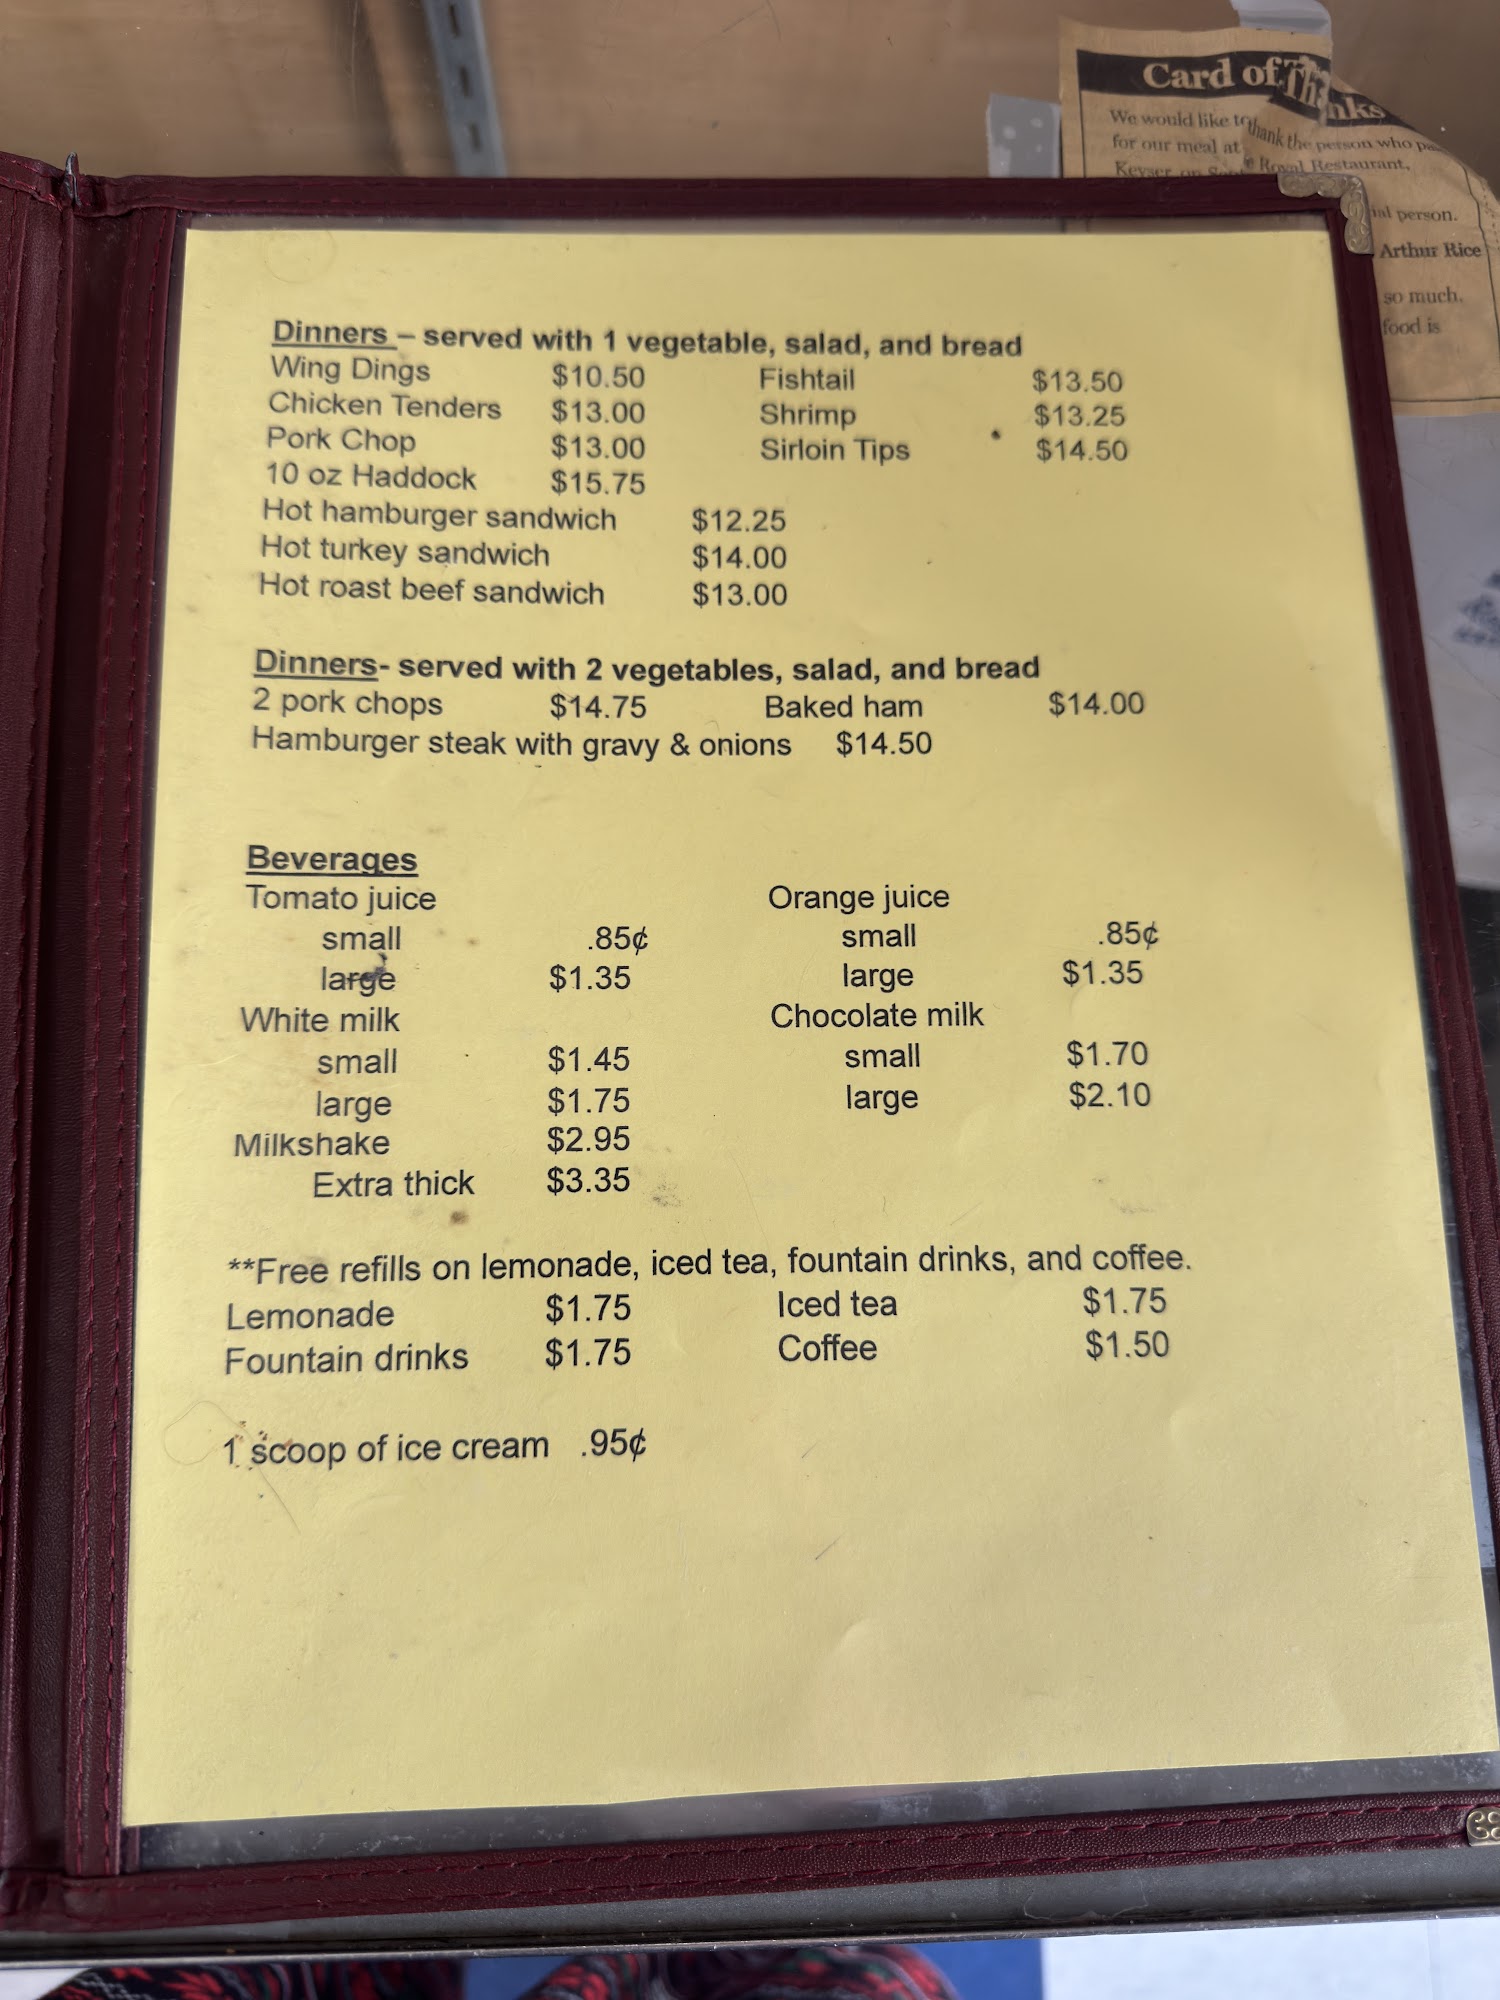 Card of Thanks
We would like to thank the person who
for our meal at Royal Restaurant,
Keyser on
person.
Arthur Rice
so much.
food is
Dinners – served with 1 vegetable, salad, and bread
Wing Dings $10.50 Fishtail $13.50
Chicken Tenders $13.00 Shrimp $13.25
Pork Chop $13.00 Sirloin Tips $14.50
10 oz Haddock $15.75
Hot hamburger sandwich $12.25
Hot turkey sandwich $14.00
Hot roast beef sandwich $13.00
Dinners- served with 2 vegetables, salad, and bread
2 pork chops $14.75 Baked ham $14.00
Hamburger steak with gravy & onions $14.50
Beverages
Tomato juice Orange juice
small .85¢ small .85¢
large $1.35 large $1.35
White milk Chocolate milk
small $1.45 small $1.70
large $1.75 large $2.10
Milkshake $2.95
Extra thick $3.35
**Free refills on lemonade, iced tea, fountain drinks, and coffee.
Lemonade $1.75 Iced tea $1.75
Fountain drinks $1.75 Coffee $1.50
1 scoop of ice cream .95¢